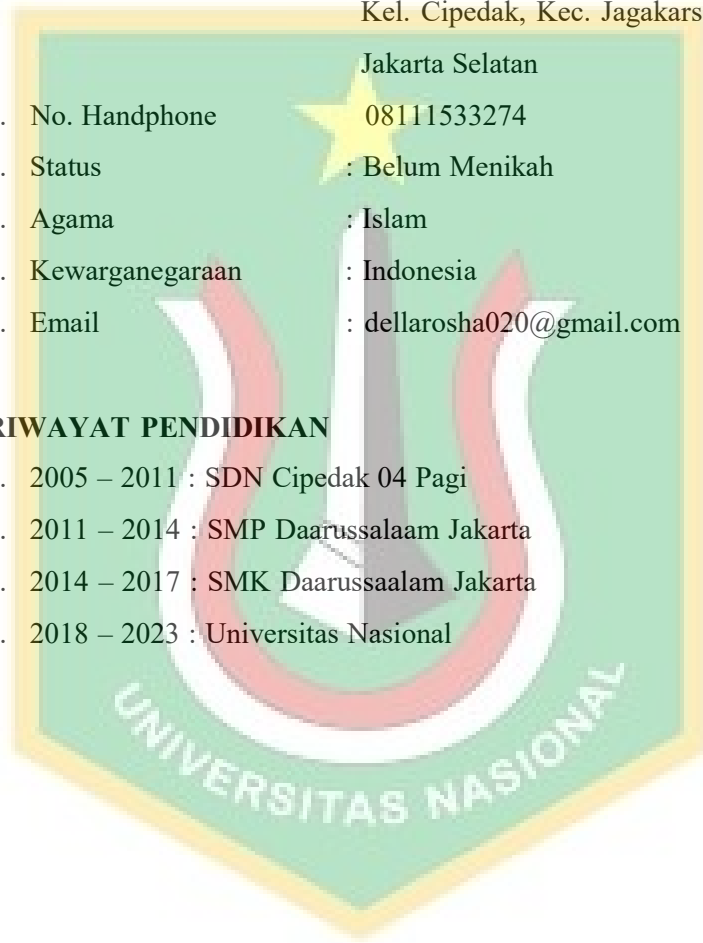 Kel. Cipedak, Kec. Jagakars
Jakarta Selatan
. No. Handphone 08111533274
. Status : Belum Menikah
. Agama : Islam
. Kewarganegaraan : Indonesia
. Email : dellarosha020@gmail.com
RIWAYAT PENDIDIKAN
. 2005 – 2011 : SDN Cipedak 04 Pagi
. 2011 – 2014 : SMP Daarussalaam Jakarta
. 2014 – 2017 : SMK Daarussaalam Jakarta
. 2018 – 2023 : Universitas Nasional
UNIVERSITAS NASIONAL